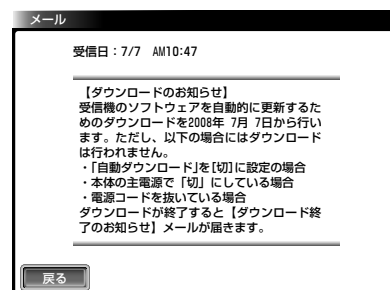 メール
受信日：7/7 AM10:47
【ダウンロードのお知らせ】
受信機のソフトウェアを自動的に更新するた
めのダウンロードを2008年 7月 7日から行い
ます。ただし、以下の場合にはダウンロード
は行われません。
・「自動ダウンロード」を[切]に設定の場合
・本体の主電源で「切」にしている場合
・電源コードを抜いている場合
ダウンロードが終了すると【ダウンロード終
了のお知らせ】メールが届きます。
戻る